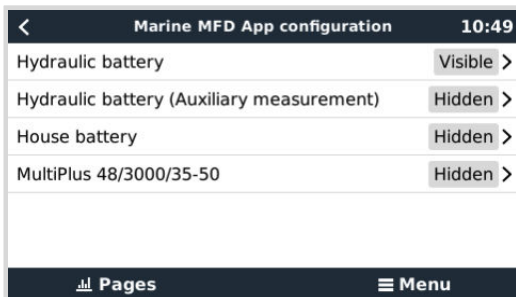 Marine MFD App configuration 10:49
Hydraulic battery Visible
Hydraulic battery (Auxiliary measurement) Hidden
House battery Hidden
MultiPlus 48/3000/35-50 Hidden
Pages Menu